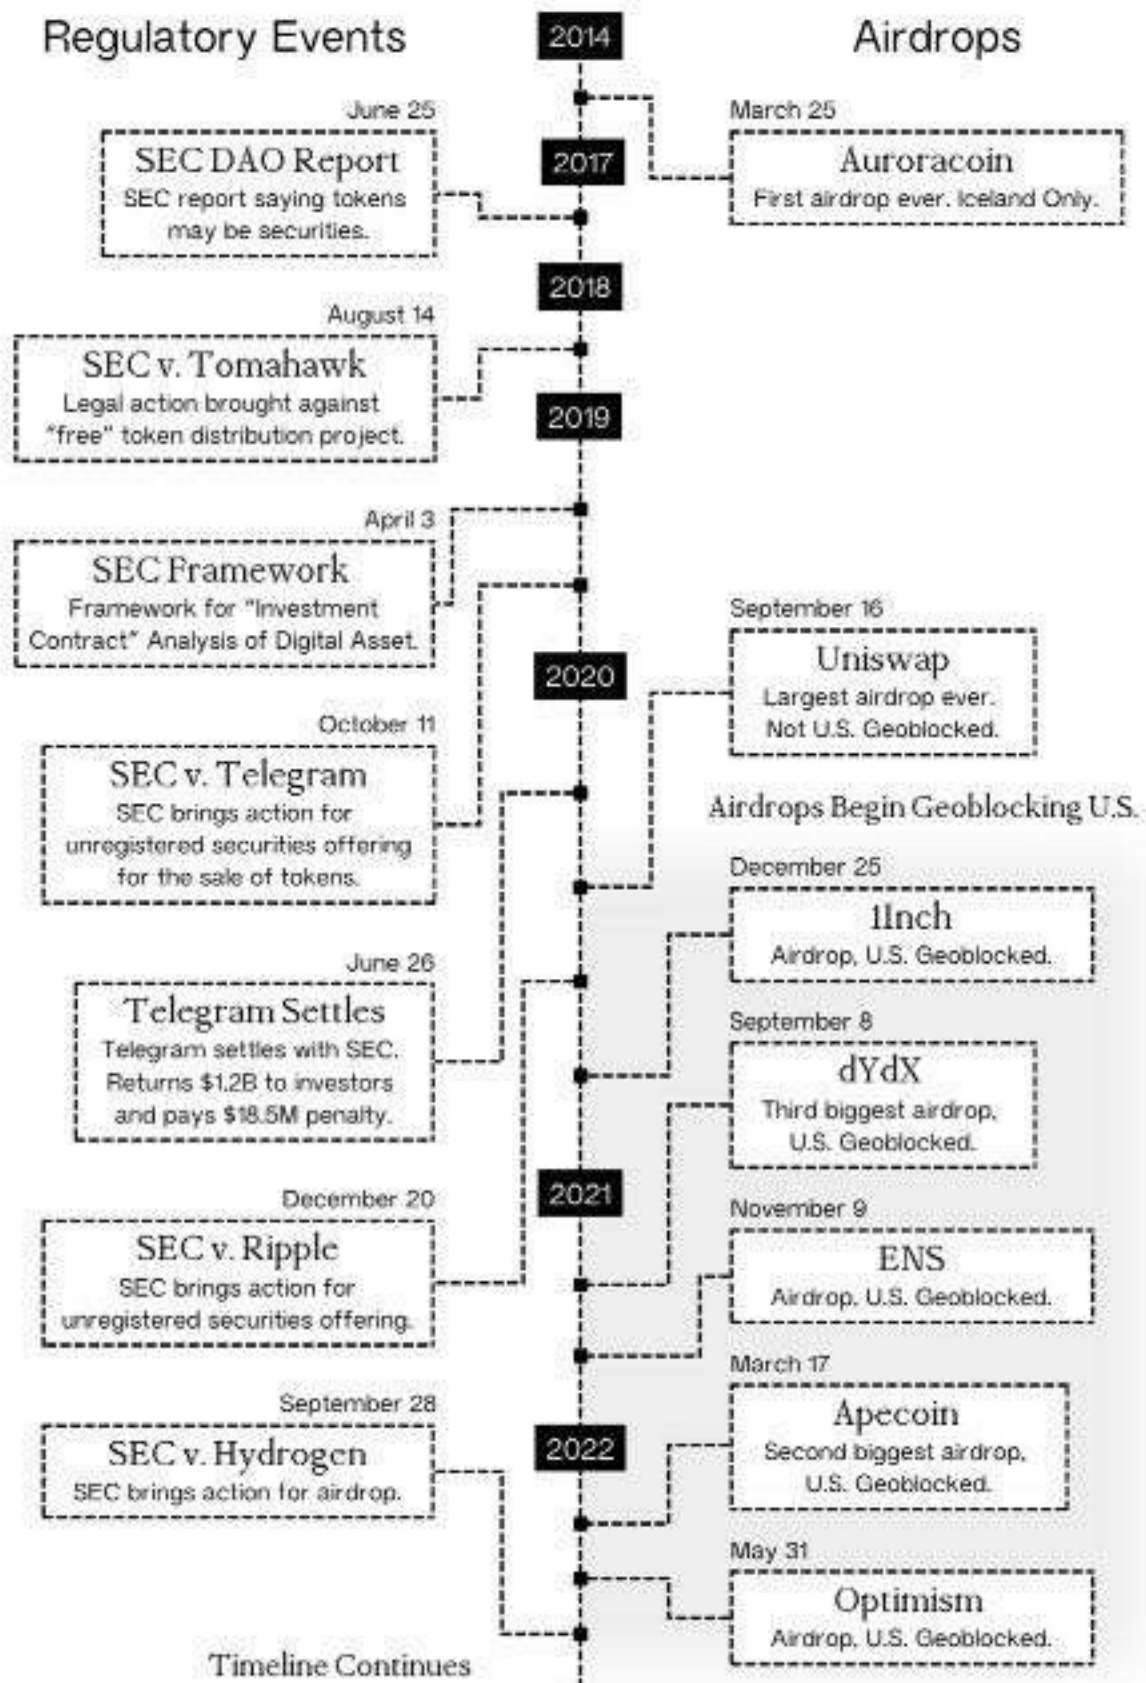 Regulatory Events
2014
Airdrops
June 25
SEC DAO Report
SEC report saying tokens
may be securities.
March 25
Auroracoin
First airdrop ever. Iceland Only.
2017
2018
August 14
SEC v. Tomahawk
Legal action brought against
"free" token distribution project.
2019
April 3
SEC Framework
Framework for "Investment
Contract" Analysis of Digital Asset.
October 11
SEC v. Telegram
SEC brings action for
unregistered securities offering
for the sale of tokens.
2020
September 16
Uniswap
Largest airdrop ever.
Not U.S. Geoblocked.
Airdrops Begin Geoblocking U.S.
December 25
1Inch
Airdrop, U.S. Geoblocked.
June 26
Telegram Settles
Telegram settles with SEC.
Returns $1.2B to investors
and pays $18.5M penalty.
September 8
dYdX
Third biggest airdrop,
U.S. Geoblocked.
December 20
SEC v. Ripple
SEC brings action for
unregistered securities offering.
2021
November 9
ENS
Airdrop, U.S. Geoblocked.
March 17
Apecoin
Second biggest airdrop,
U.S. Geoblocked.
September 28
SEC v. Hydrogen
SEC brings action for airdrop.
2022
May 31
Optimism
Airdrop, U.S. Geoblocked.
Timeline Continues